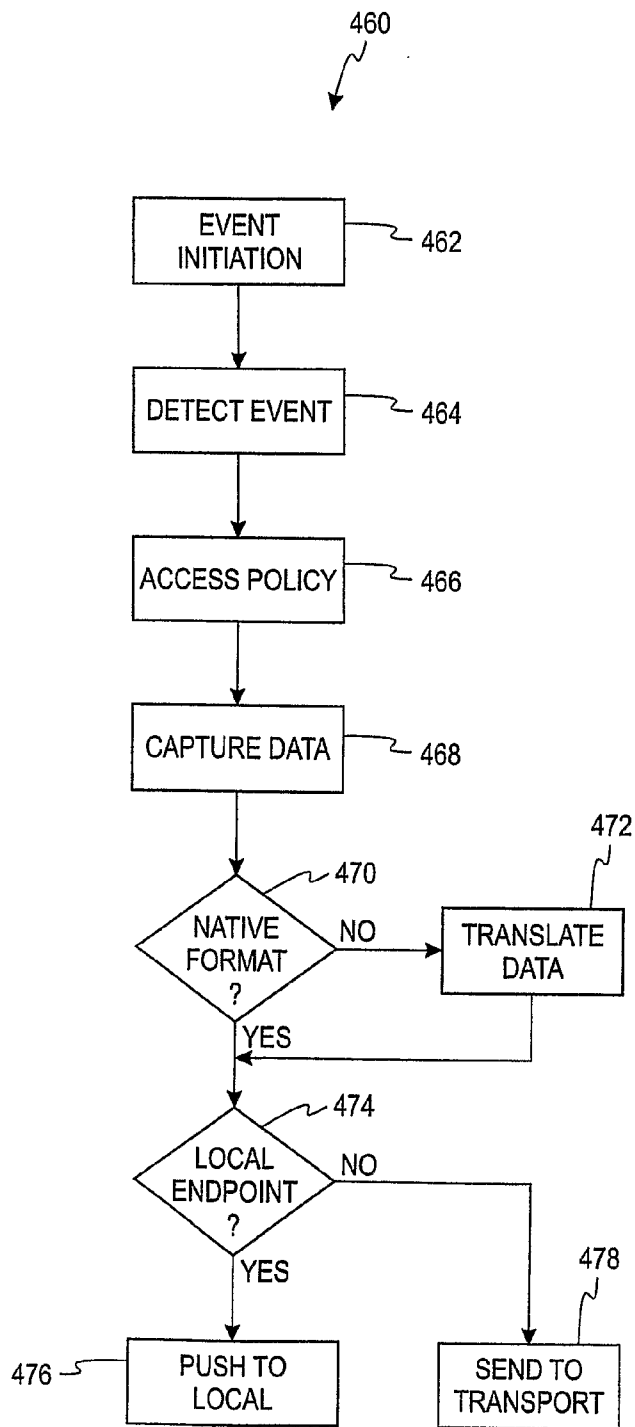 460
EVENT
INITIATION
462
DETECT EVENT
464
ACCESS POLICY
466
CAPTURE DATA
468
472
470
NATIVE
FORMAT
?
NO
TRANSLATE
DATA
YES
474
LOCAL
ENDPOINT
?
NO
YES
478
476
PUSH TO
LOCAL
SEND TO
TRANSPORT